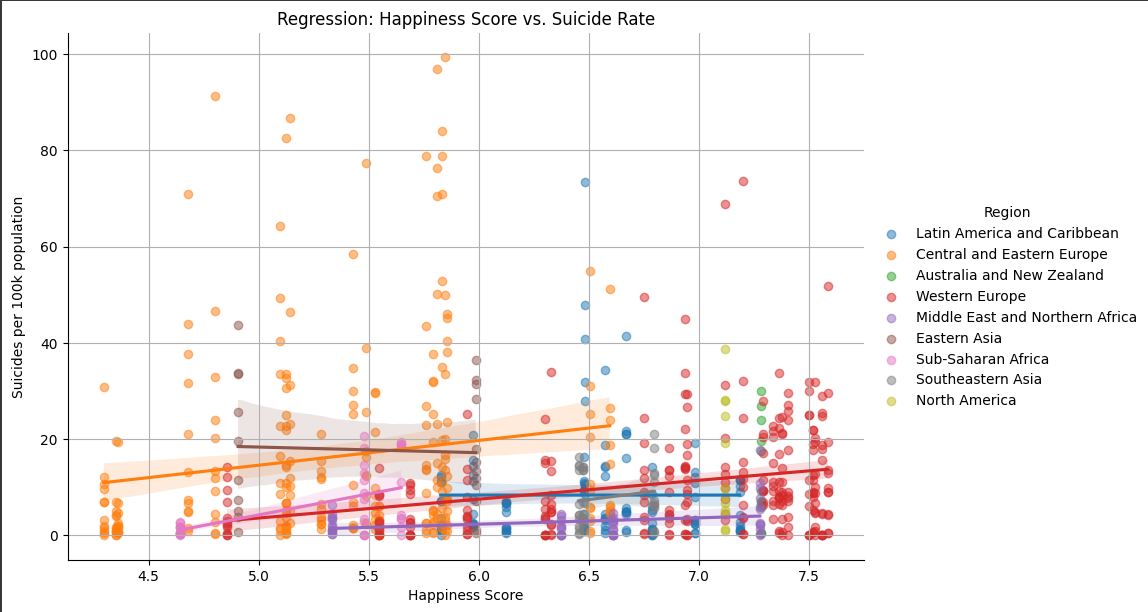 Regression: Happiness Score vs. Suicide Rate
100
80
60
40
20
0
Suicides per 100k population
4.5 5.0 5.5 6.0 6.5 7.0 7.5
Happiness Score
Region
Latin America and Caribbean
Central and Eastern Europe
Australia and New Zealand
Western Europe
Middle East and Northern Africa
Eastern Asia
Sub-Saharan Africa
Southeastern Asia
North America